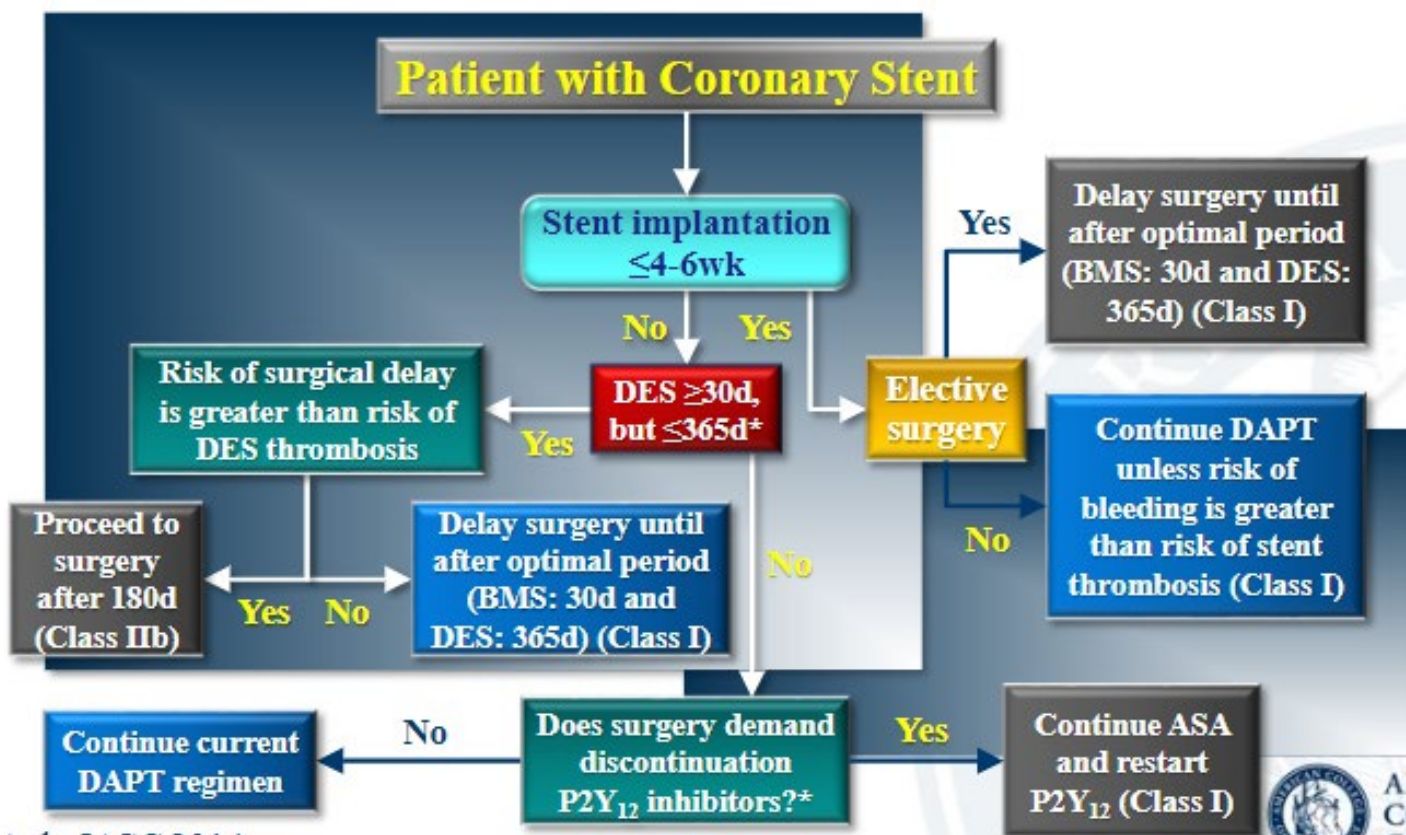 Patient with Coronary Stent
Stent implantation
≤4-6wk
No
Yes
Yes
Delay surgery until
after optimal period
(BMS: 30d and DES:
365d) (Class I)
Risk of surgical delay
is greater than risk of
DES thrombosis
Yes
DES ≥30d,
but ≤365d*
Elective
surgery
No
Continue DAPT
unless risk of
bleeding is greater
than risk of stent
thrombosis (Class I)
Proceed to
surgery
after 180d
(Class IIb)
Yes
No
Delay surgery until
after optimal period
(BMS: 30d and
DES: 365d) (Class I)
No
Continue current
DAPT regimen
No
Does surgery demand
discontinuation
P2Y₁₂ inhibitors?*
Yes
Continue ASA
and restart
P2Y₁₂ (Class I)
A
C